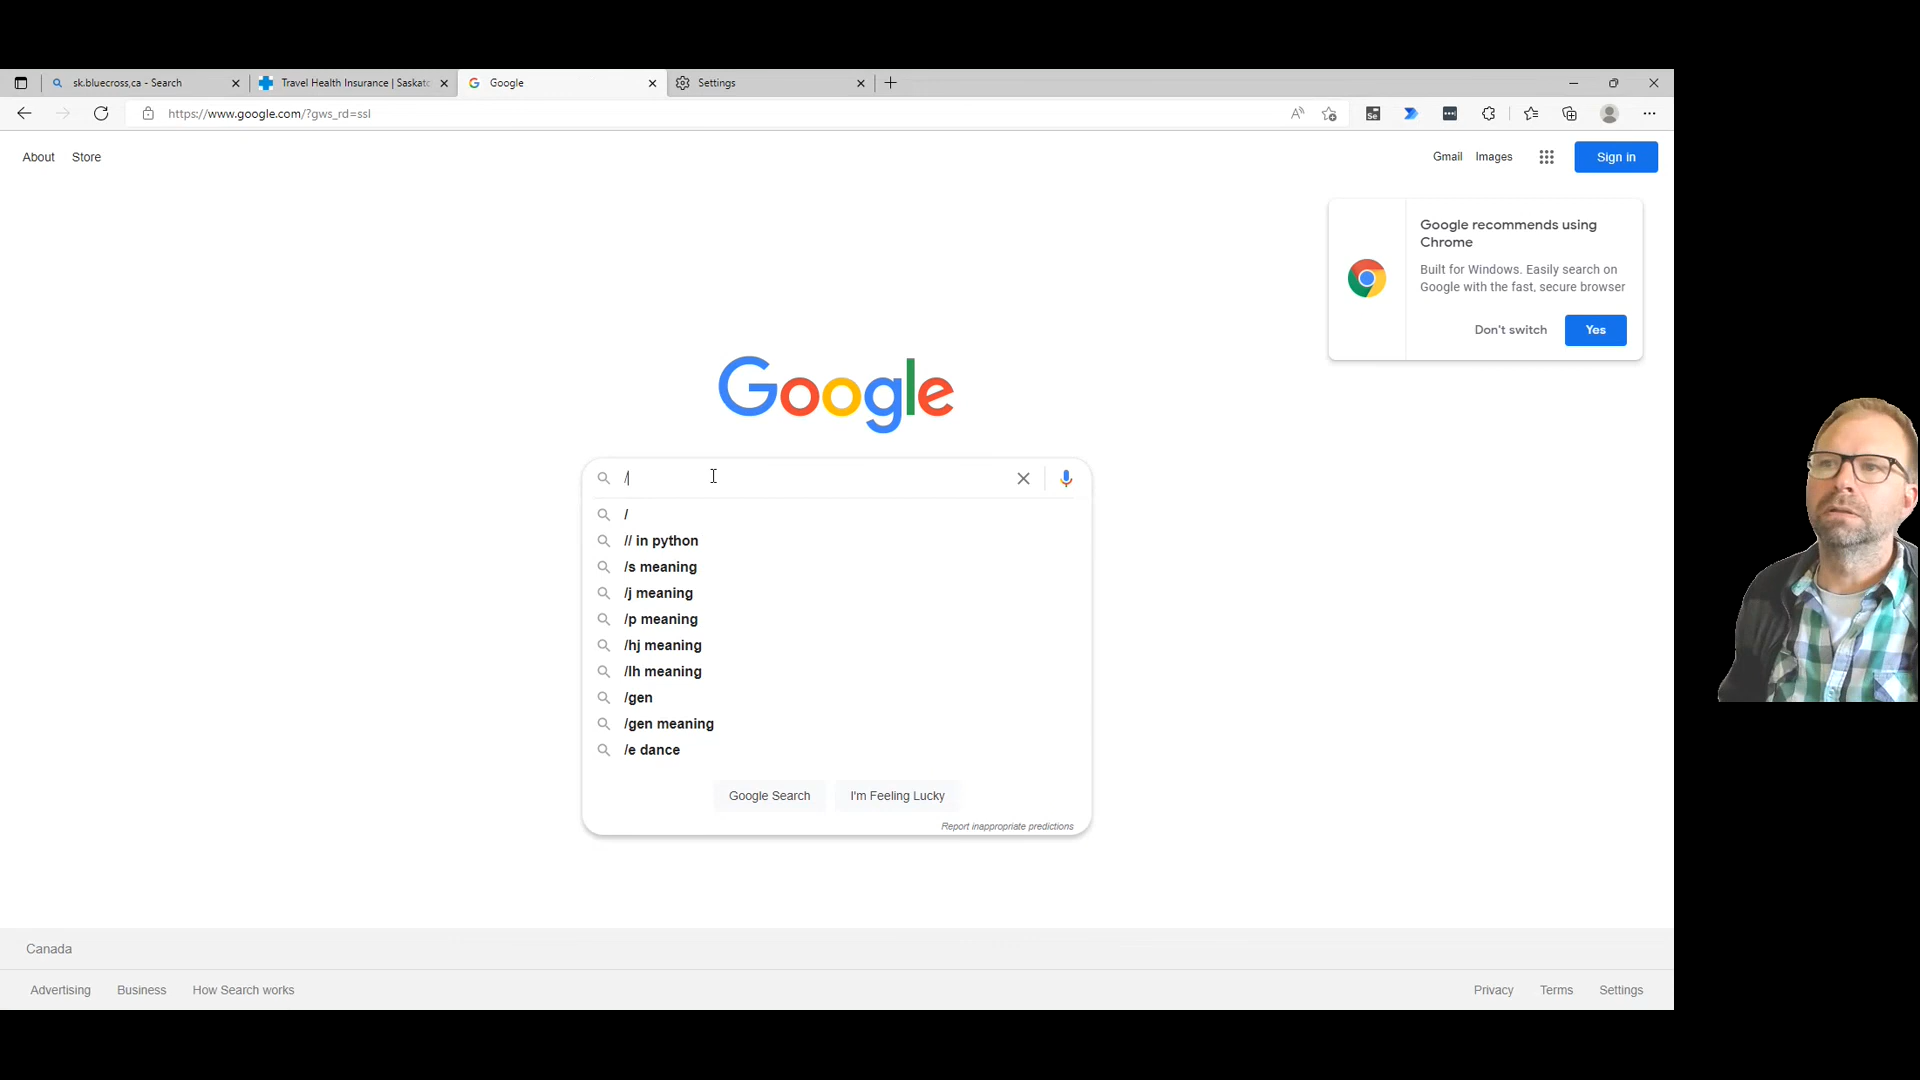 sk.bluecross,ca - Search
Travel Health Insurance | Saskatc
Google
Settings
https://www.google.com/?gws_rd=ssl
About
Store
Gmail
Images
Sign in
Google recommends using
Chrome
Built for Windows. Easily search on
Google with the fast, secure browser
Don't switch
Yes
Google
/
/
// in python
/s meaning
/j meaning
/p meaning
/hj meaning
/lh meaning
/gen
/gen meaning
/e dance
Google Search
I'm Feeling Lucky
Report inappropriate predictions
Canada
Advertising
Business
How Search works
Privacy
Terms
Settings